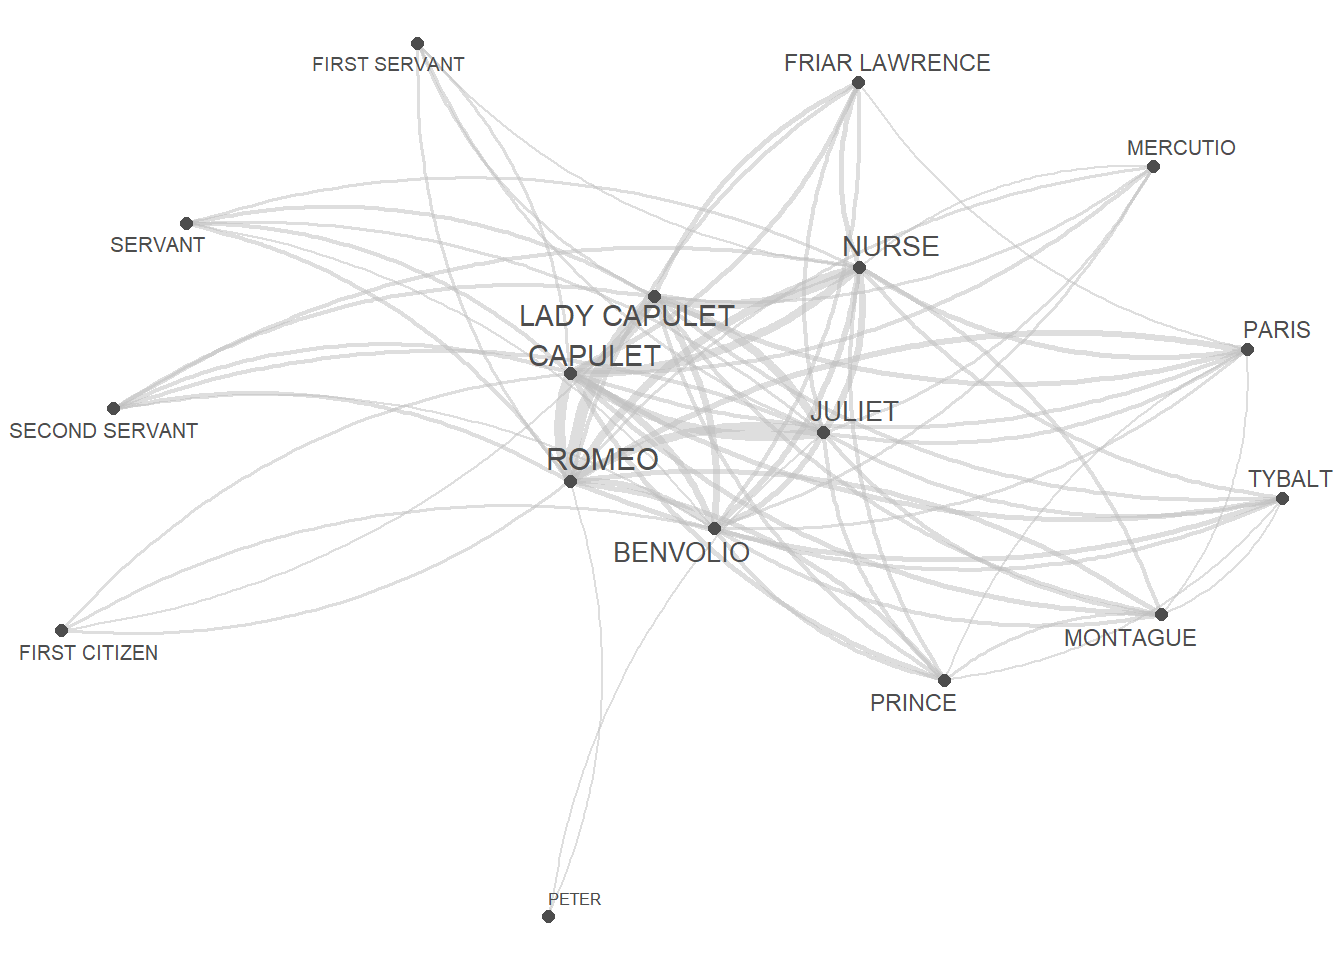 FIRST SERVANT
FRIAR LAWRENCE
MERCUTIO
SERVANT
NURSE
LADY CAPULET
PARIS
CAPULET
JULIET
SECOND SERVANT
ROMEO
TYBALT
BENVOLIO
MONTAGUE
FIRST CITIZEN
PRINCE
PETER